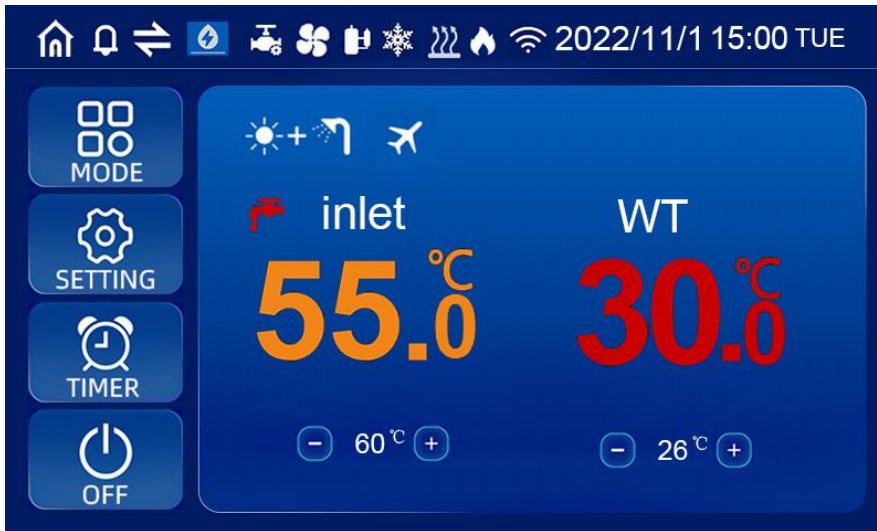 2022/11/1 15:00 TUE
MODE
SETTING
TIMER
OFF
inlet
WT
55.0℃
30.0℃
- 60℃ +
- 26℃ +